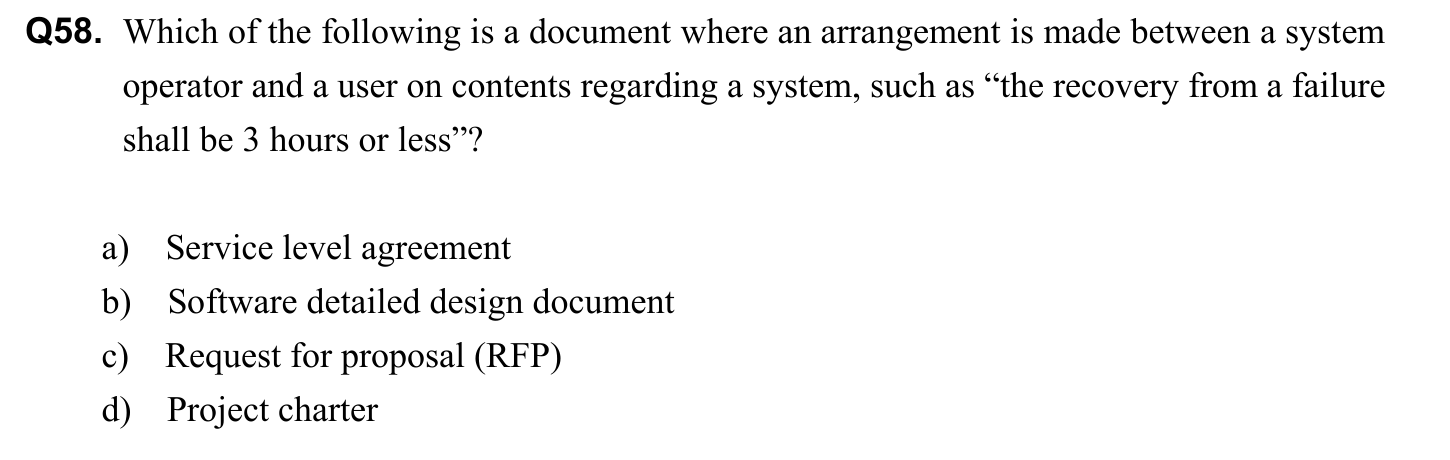 Q58. Which of the following is a document where an arrangement is made between a system
operator and a user on contents regarding a system, such as “the recovery from a failure
shall be 3 hours or less”?
a) Service level agreement
b) Software detailed design document
c) Request for proposal (RFP)
d) Project charter